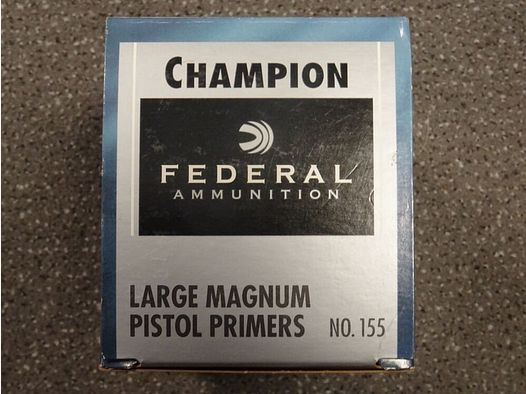 CHAMPION
FEDERAL
AMMUNITION
LARGE MAGNUM
PISTOL PRIMERS NO. 155